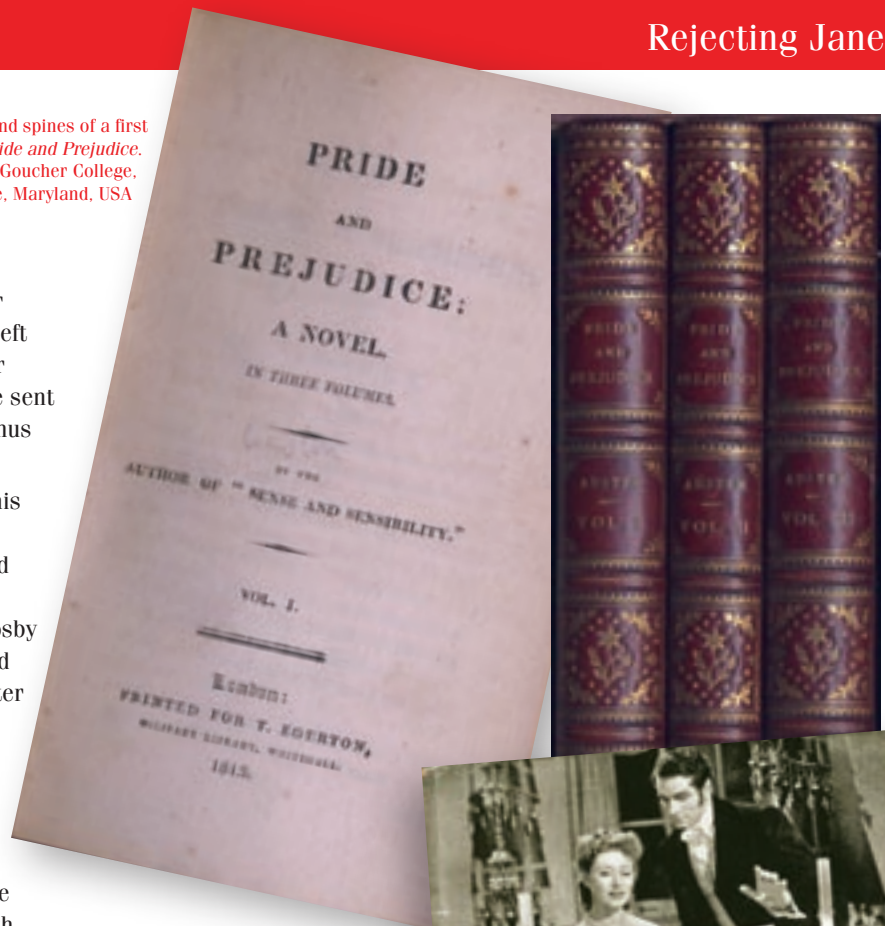 Rejecting Jane
nd spines of a first
ide and Prejudice.
Goucher College,
e, Maryland, USA
eft
r
e sent
nus
nis
d
osby
d
ter
e
h
PRIDE
AND
PREJUDICE:
A NOVEL.
IN THREE VOLUMES.
BY THE
AUTHOR OF "SENSE AND SENSIBILITY."
VOL. I.
London:
PRINTED FOR T. EGERTON,
MILITARY LIBRARY, WHITEHALL.
1813.
PRIDE
AND
PREJUDICE
AUSTEN
VOL I
PRIDE
AND
PREJUDICE
AUSTEN
VOL II
PRIDE
AND
PREJUDICE
AUSTEN
VOL III